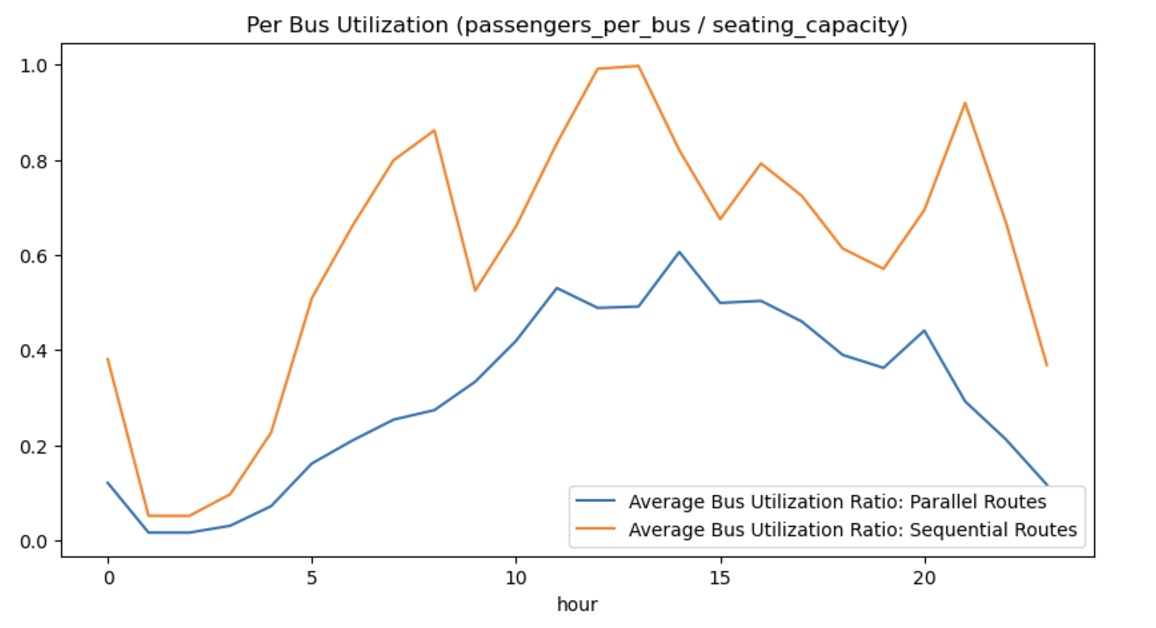 Per Bus Utilization (passengers_per_bus / seating_capacity)
1.0
0.8
0.6
0.4
0.2
0.0
Average Bus Utilization Ratio: Parallel Routes
Average Bus Utilization Ratio: Sequential Routes
0 5 10 15 20
hour